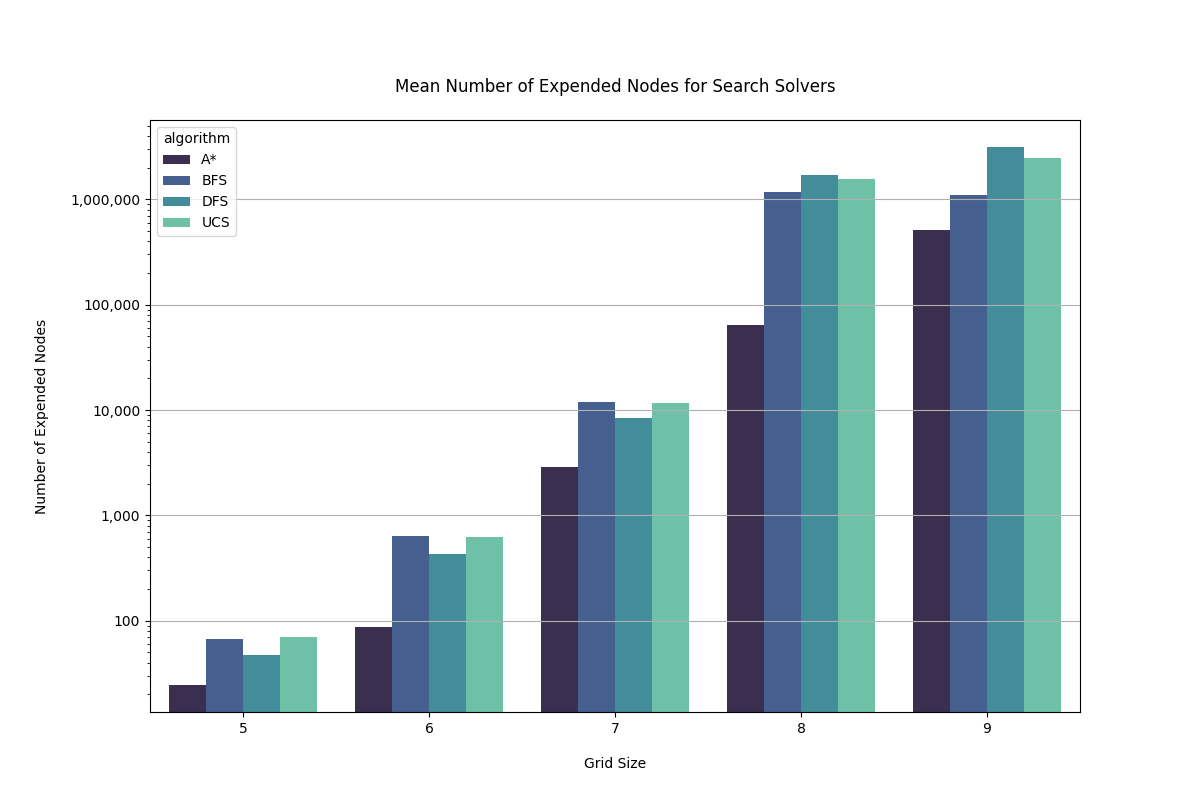 Mean Number of Expended Nodes for Search Solvers
algorithm
A*
BFS
DFS
UCS
1,000,000
100,000
10,000
1,000
100
Number of Expended Nodes
5 6 7 8 9
Grid Size